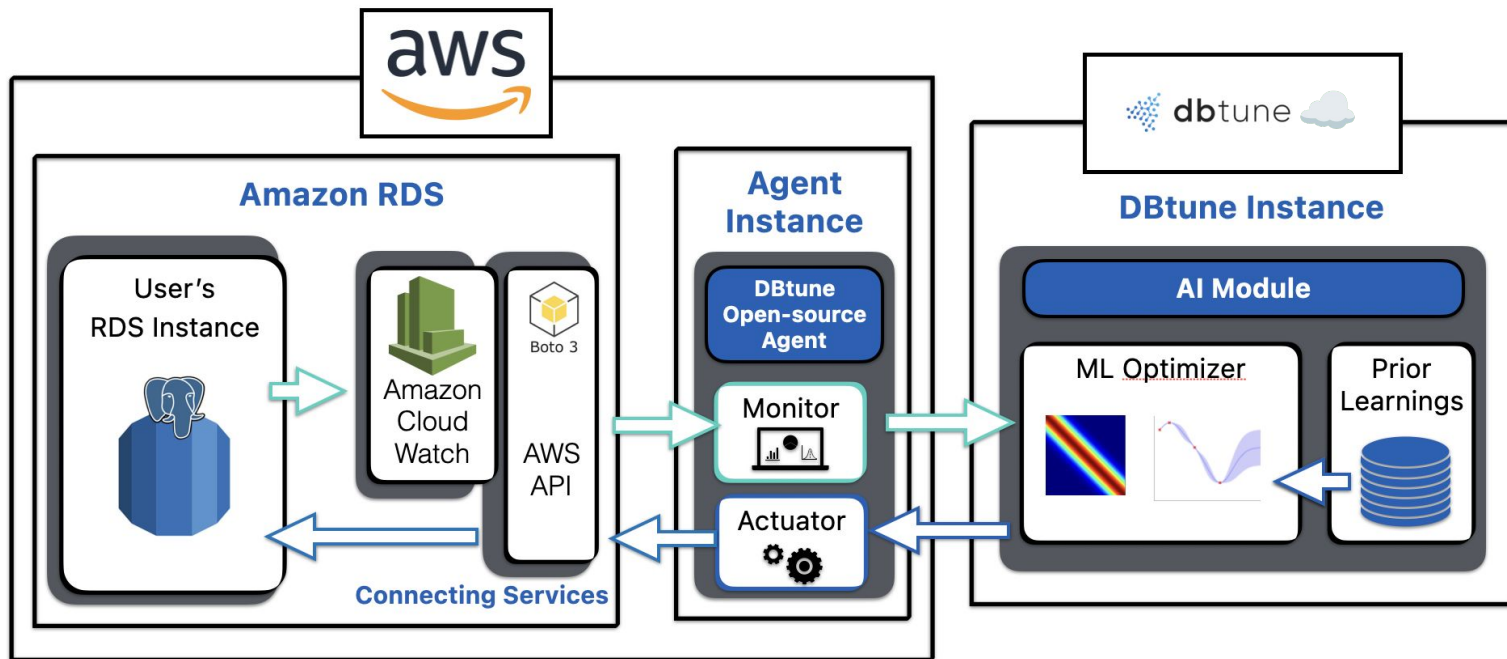 aws
dbtune
Amazon RDS
Agent
Instance
DBtune Instance
User's
RDS Instance
Boto 3
Amazon
Cloud
Watch
AWS
API
Connecting Services
DBtune
Open-source
Agent
Monitor
Actuator
AI Module
ML Optimizer
Prior
Learnings